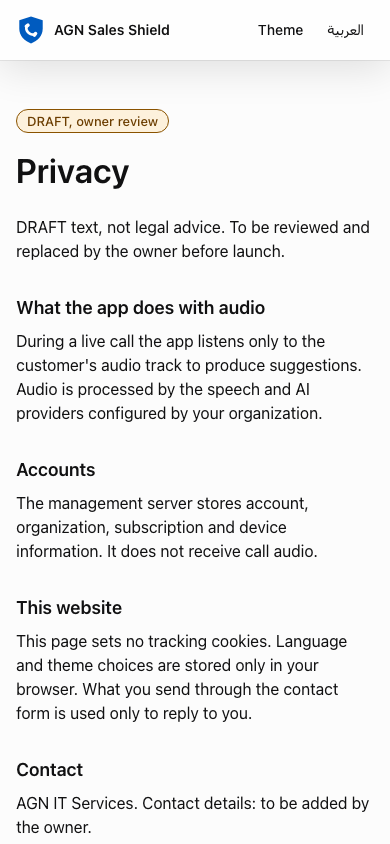 AGN Sales Shield
Theme
العربية
DRAFT, owner review
Privacy
DRAFT text, not legal advice. To be reviewed and
replaced by the owner before launch.
What the app does with audio
During a live call the app listens only to the
customer's audio track to produce suggestions.
Audio is processed by the speech and AI
providers configured by your organization.
Accounts
The management server stores account,
organization, subscription and device
information. It does not receive call audio.
This website
This page sets no tracking cookies. Language
and theme choices are stored only in your
browser. What you send through the contact
form is used only to reply to you.
Contact
AGN IT Services. Contact details: to be added by
the owner.